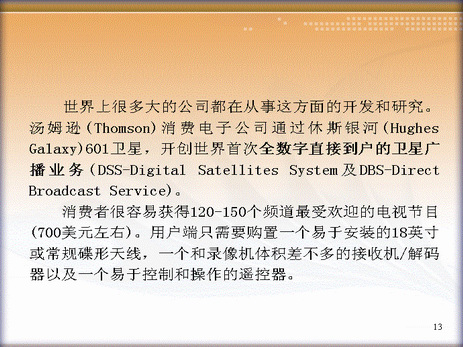 世界上很多大的公司都在从事这方面的开发和研究。
汤姆逊(Thomson)消费电子公司通过休斯银河(Hughes
Galaxy)601卫星，开创世界首次全数字直接到户的卫星广
播业务(DSS-Digital Satellites System及DBS-Direct
Broadcast Service)。
消费者很容易获得120-150个频道最受欢迎的电视节目
(700美元左右)。用户端只需要购置一个易于安装的18英寸
或常规碟形天线，一个和录像机体积差不多的接收机/解码
器以及一个易于控制和操作的遥控器。
13